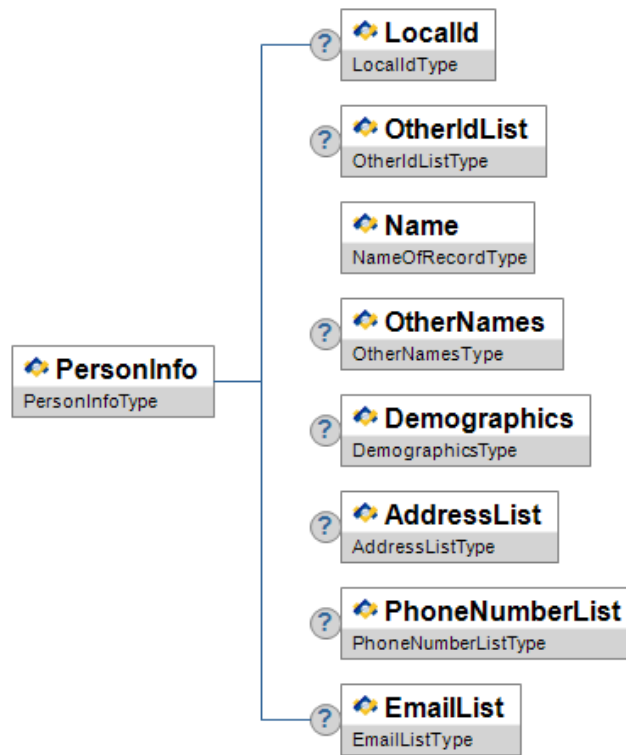 ? LocalId
LocalIdType
? OtherIdList
OtherIdListType
Name
NameOfRecordType
? OtherNames
OtherNamesType
PersonInfo
PersonInfoType
? Demographics
DemographicsType
? AddressList
AddressListType
? PhoneNumberList
PhoneNumberListType
? EmailList
EmailListType